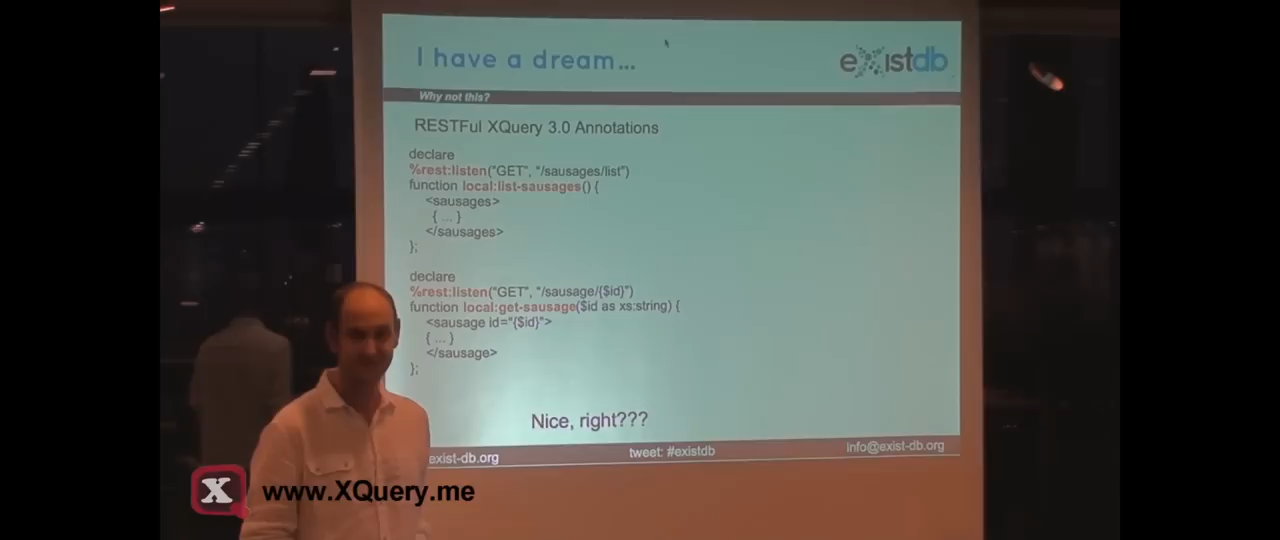 I have a dream...
eXistdb
Why not this?
RESTFul XQuery 3.0 Annotations
declare
%rest:listen("GET", "/sausages/list")
function local:list-sausages() {
<sausages>
{ ... }
</sausages>
};
declare
%rest:listen("GET", "/sausage/{$id}")
function local:get-sausage($id as xs:string) {
<sausage id="{$id}">
{ ... }
</sausage>
};
Nice, right???
exist-db.org
tweet: #existdb
info@exist-db.org
X www.XQuery.me